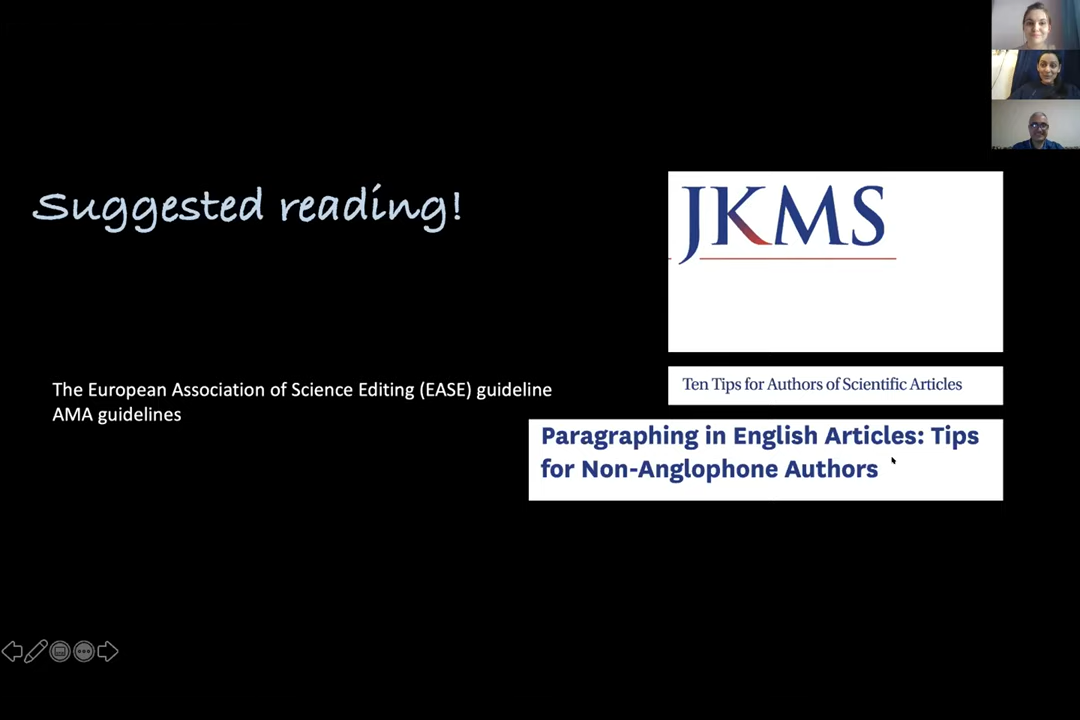 Suggested reading!
JKMS
The European Association of Science Editing (EASE) guideline
AMA guidelines
Ten Tips for Authors of Scientific Articles
Paragraphing in English Articles: Tips
for Non-Anglophone Authors